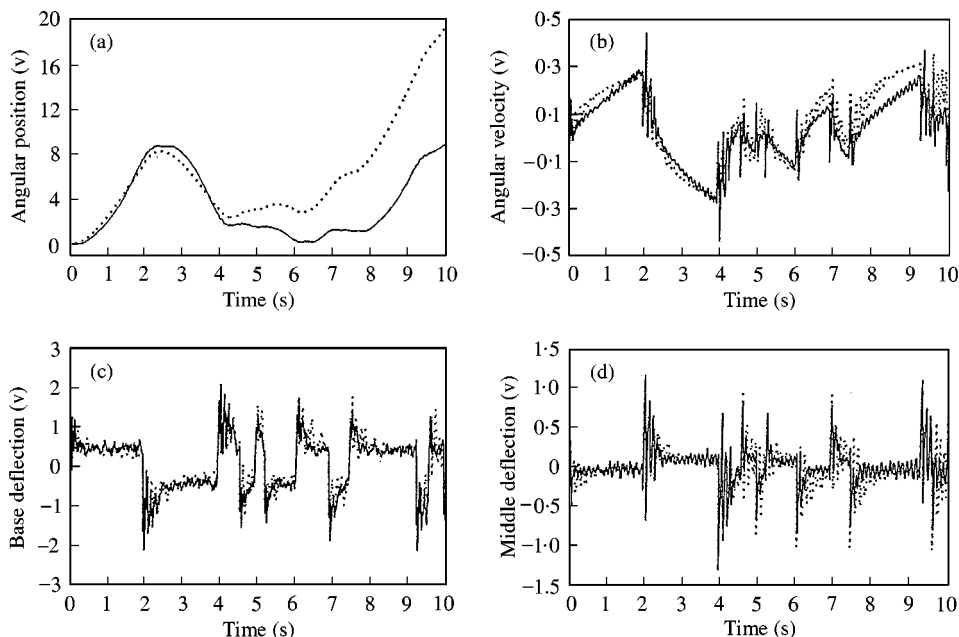 (a)
Angular position (v)
20
16
12
8
4
0
0 1 2 3 4 5 6 7 8 9 10
Time (s)
(b)
Angular velocity (v)
0·5
0·3
0·1
−0·1
−0·3
−0·5
0 1 2 3 4 5 6 7 8 9 10
Time (s)
(c)
Base deflection (v)
3
2
1
0
−1
−2
−3
0 1 2 3 4 5 6 7 8 9 10
Time (s)
(d)
Middle deflection (v)
1·5
1·0
0·5
0
−0·5
−1·0
−1.5
0 1 2 3 4 5 6 7 8 9 10
Time (s)